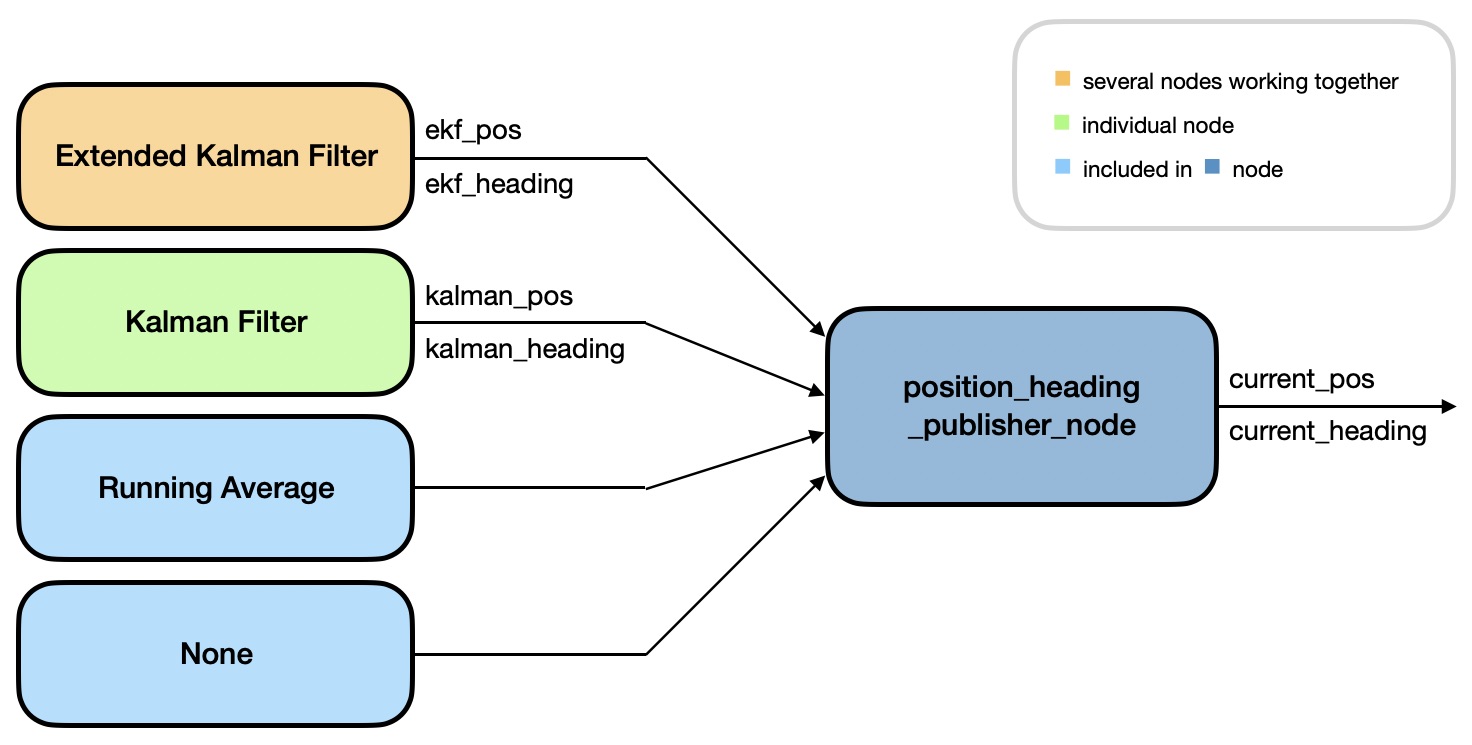 several nodes working together
individual node
included in node
Extended Kalman Filter
ekf_pos
ekf_heading
Kalman Filter
kalman_pos
kalman_heading
Running Average
None
position_heading
_publisher_node
current_pos
current_heading